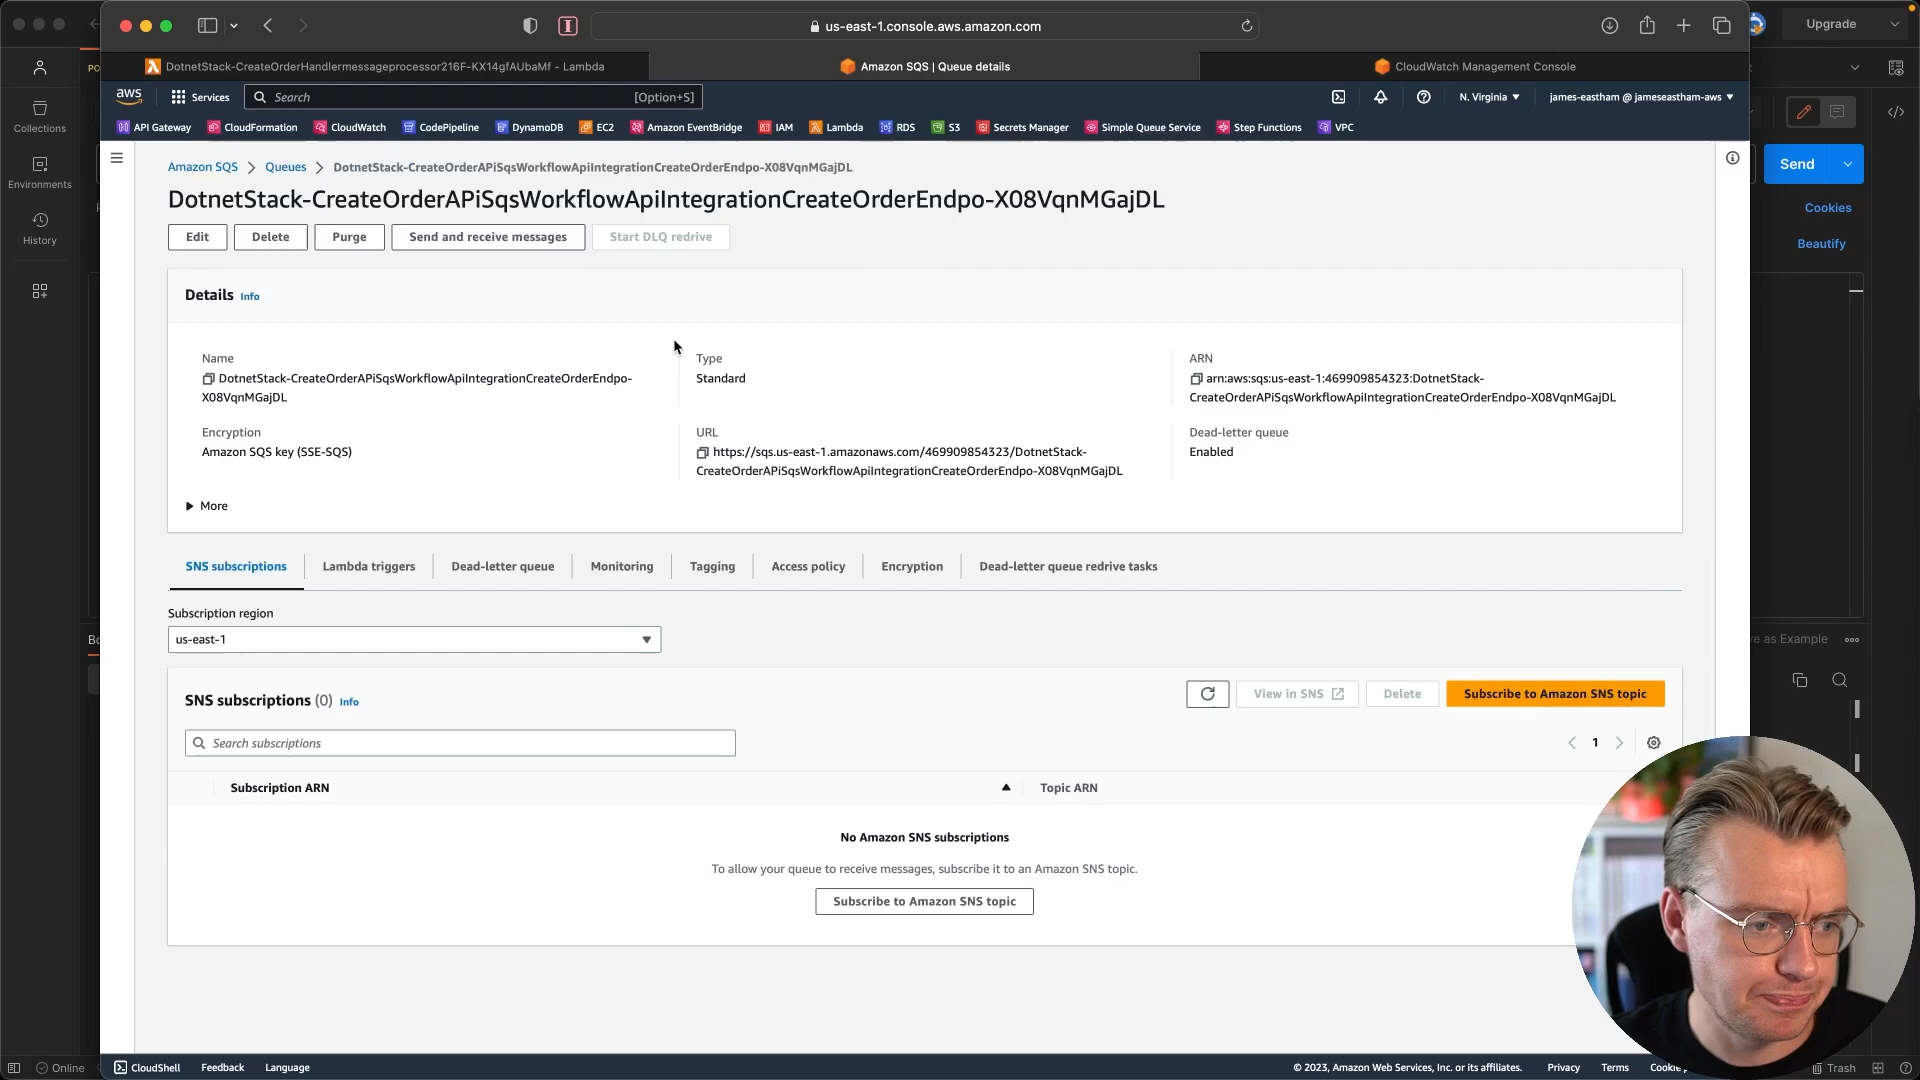 us-east-1.console.aws.amazon.com
Upgrade
DotnetStack-CreateOrderHandlermessageprocessor216F-KX14gfAUbaMf - Lambda
Amazon SQS | Queue details
CloudWatch Management Console
aws
Services
Search
[Option+S]
N. Virginia
james-eastham @ jameseastham-aws
API Gateway
CloudFormation
CloudWatch
CodePipeline
DynamoDB
EC2
Amazon EventBridge
IAM
Lambda
RDS
S3
Secrets Manager
Simple Queue Service
Step Functions
VPC
Collections
Environments
History
Send
Cookies
Beautify
Amazon SQS
Queues
DotnetStack-CreateOrderAPiSqsWorkflowApiIntegrationCreateOrderEndpo-X08VqnMGajDL
DotnetStack-CreateOrderAPiSqsWorkflowApiIntegrationCreateOrderEndpo-X08VqnMGajDL
Edit
Delete
Purge
Send and receive messages
Start DLQ redrive
Details
Info
Name
DotnetStack-CreateOrderAPiSqsWorkflowApiIntegrationCreateOrderEndpo-
X08VqnMGajDL
Type
Standard
ARN
arn:aws:sqs:us-east-1:469909854323:DotnetStack-
CreateOrderAPiSqsWorkflowApiIntegrationCreateOrderEndpo-X08VqnMGajDL
Encryption
Amazon SQS key (SSE-SQS)
URL
https://sqs.us-east-1.amazonaws.com/469909854323/DotnetStack-
CreateOrderAPiSqsWorkflowApiIntegrationCreateOrderEndpo-X08VqnMGajDL
Dead-letter queue
Enabled
More
SNS subscriptions
Lambda triggers
Dead-letter queue
Monitoring
Tagging
Access policy
Encryption
Dead-letter queue redrive tasks
Subscription region
us-east-1
SNS subscriptions (0)
Info
View in SNS
Delete
Subscribe to Amazon SNS topic
Search subscriptions
1
Subscription ARN
Topic ARN
No Amazon SNS subscriptions
To allow your queue to receive messages, subscribe it to an Amazon SNS topic.
Subscribe to Amazon SNS topic
as Example
Online
CloudShell
Feedback
Language
© 2023, Amazon Web Services, Inc. or its affiliates.
Privacy
Terms
Trash